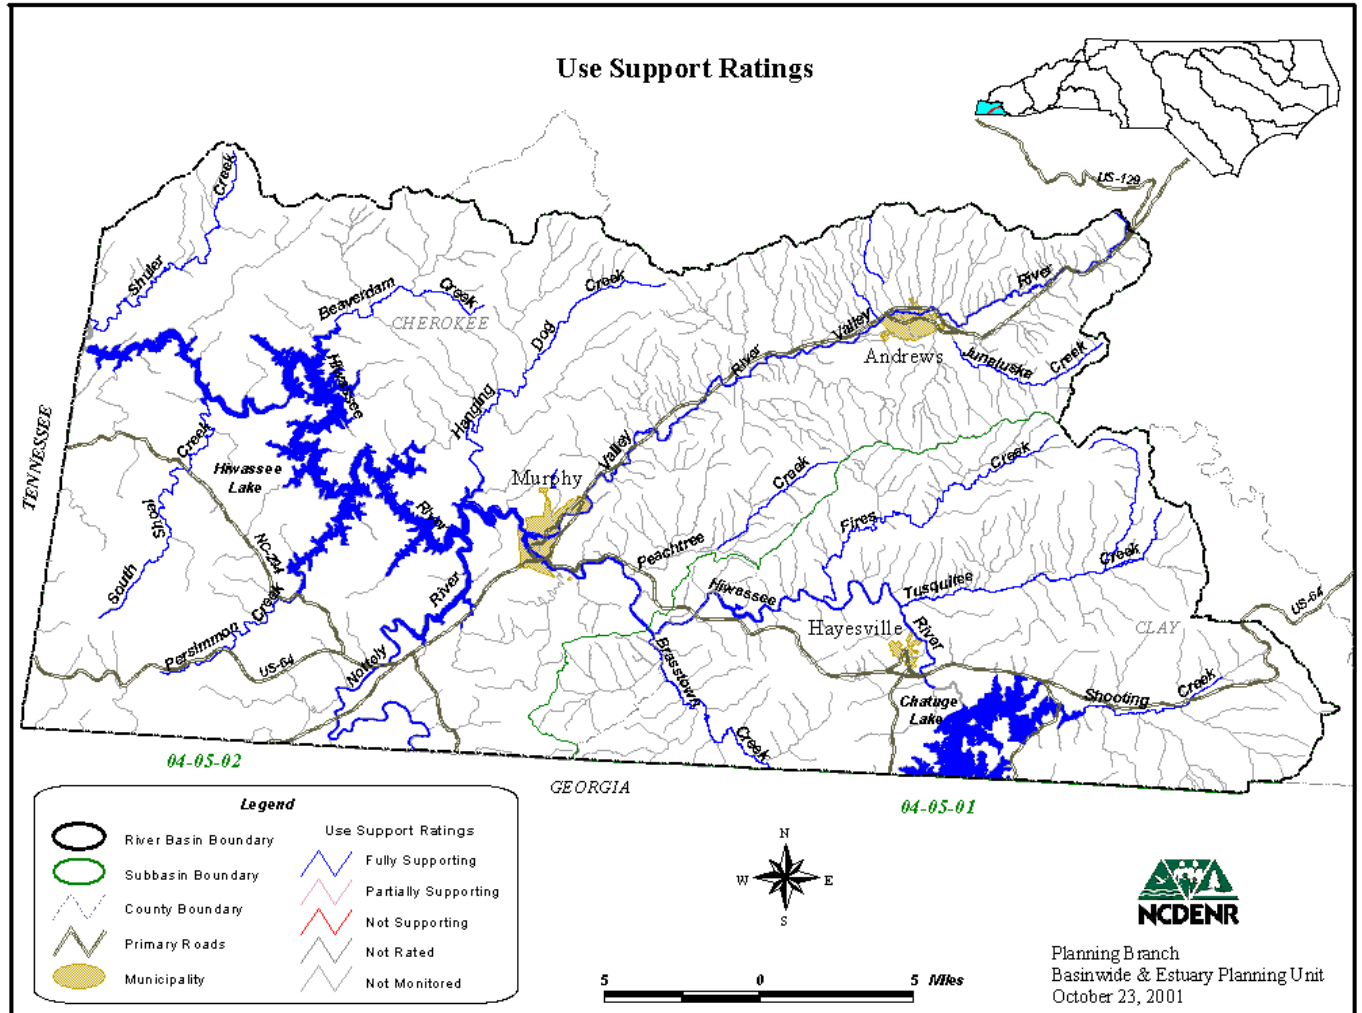 Use Support Ratings
US-129
Shuler
Creek
Beaverdam
Creek
CHEROKEE
Hanging
Dog
Creek
Valley
River
Valley
River
Andrews
Junaluska
Creek
TENNESSEE
Hiwassee
Hiwassee
Lake
River
South
Shoal
Creek
NC-294
Persimmon
Creek
US-64
Nottely
River
Murphy
Peachtree
Creek
Fires
Creek
Hiwassee
River
Tusquitee
Creek
Hayesville
CLAY
US-64
Brasstown
Creek
Chatuge
Lake
Shooting
Creek
04-05-02
GEORGIA
04-05-01
Legend
River Basin Boundary
Subbasin Boundary
County Boundary
Primary Roads
Municipality
Use Support Ratings
Fully Supporting
Partially Supporting
Not Supporting
Not Rated
Not Monitored
N
W
E
S
5 0 5 Miles
NCDENR
Planning Branch
Basinwide & Estuary Planning Unit
October 23, 2001